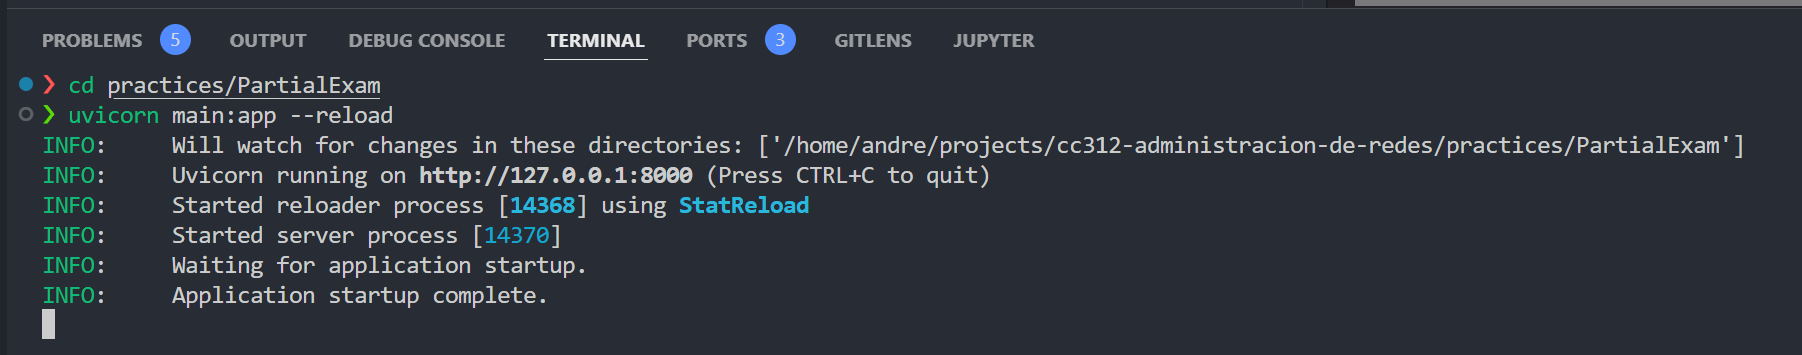 PROBLEMS 5 OUTPUT DEBUG CONSOLE TERMINAL PORTS 3 GITLENS JUPYTER
❯ cd practices/PartialExam
❯ uvicorn main:app --reload
INFO:     Will watch for changes in these directories: ['/home/andre/projects/cc312-administracion-de-redes/practices/PartialExam']
INFO:     Uvicorn running on http://127.0.0.1:8000 (Press CTRL+C to quit)
INFO:     Started reloader process [14368] using StatReload
INFO:     Started server process [14370]
INFO:     Waiting for application startup.
INFO:     Application startup complete.